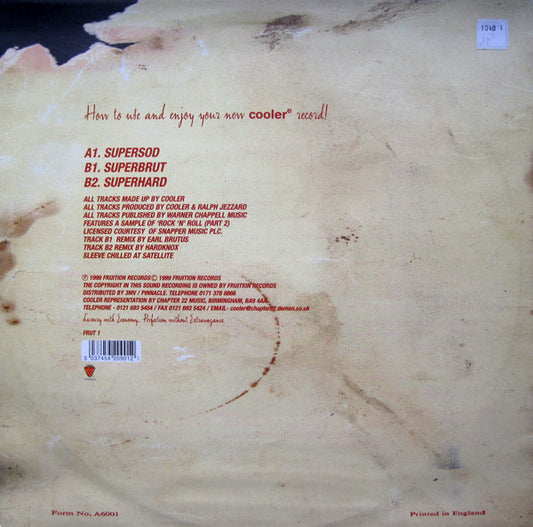 How to use and enjoy your new cooler° record!
A1. SUPERSOD
B1. SUPERBRUT
B2. SUPERHARD
ALL TRACKS MADE UP BY COOLER
ALL TRACKS PRODUCED BY COOLER & RALPH JEZZARD
ALL TRACKS PUBLISHED BY WARNER CHAPPELL MUSIC
FEATURES A SAMPLE OF 'ROCK 'N' ROLL (PART 2)
LICENSED COURTESY OF SNAPPER MUSIC PLC.
TRACK B1 REMIX BY EARL BRUTUS
TRACK B2 REMIX BY HARDKNOX
SLEEVE CHILLED AT SATELLITE
℗ 1999 FRUITION RECORDS © 1999 FRUITION RECORDS
THE COPYRIGHT IN THIS SOUND RECORDING IS OWNED BY FRUITION RECORDS.
DISTRIBUTED BY 3MV / PINNACLE. TELEPHONE 0171 378 8866
COOLER REPRESENTATION BY CHAPTER 22 MUSIC, BIRMINGHAM, BA9 4AA.
TELEPHONE - 0121 693 5454 / FAX 0121 693 5424 / EMAIL - cooler@chapter22.demon.co.uk
Luxury with Economy. Perfection without Extravagance
FRUT 1
5 037454 209012 >
Form No. A6001
Printed in England